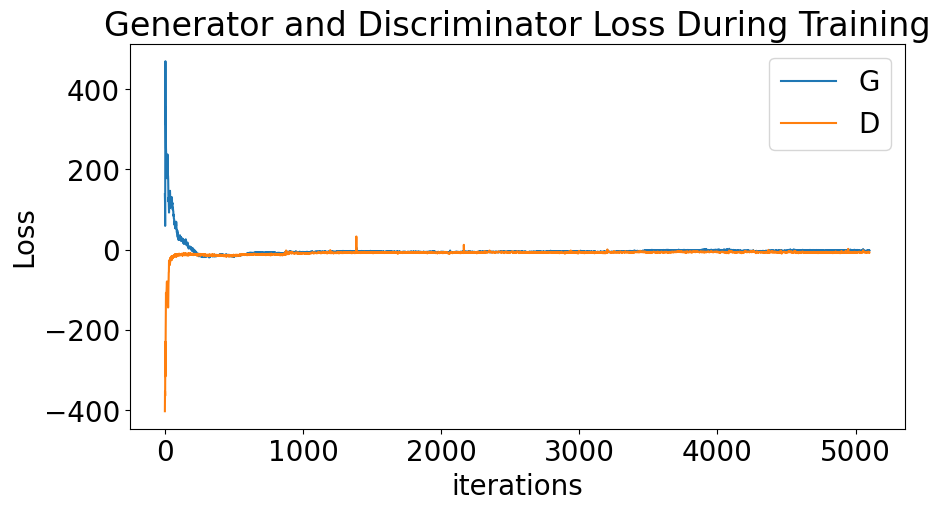 Generator and Discriminator Loss During Training
G
D
400
200
0
−200
−400
Loss
0 1000 2000 3000 4000 5000
iterations